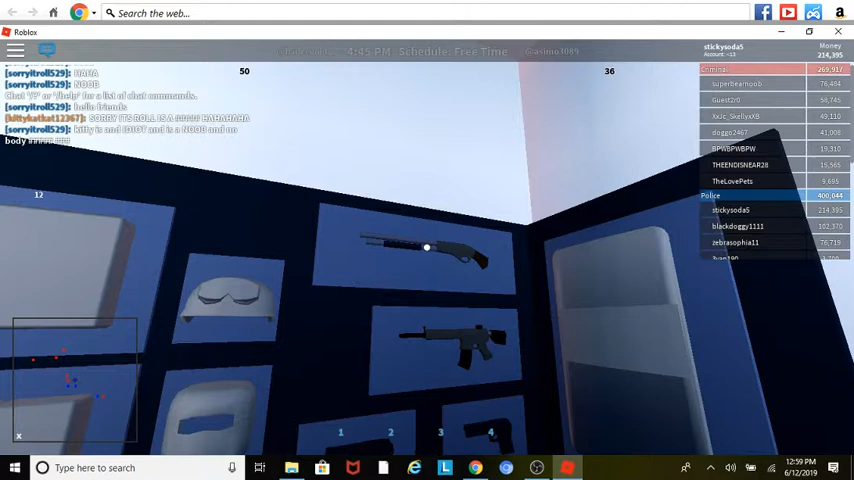 Search the web...
Roblox
4:45 PM. Schedule: Free Time
@asimo3089
stickysoda5
Account: <13
Money
214,395
[sorryitroll529]: HAHA
[sorryitroll529]: NOOB
Chat '/?' or '/help' for a list of chat commands.
[sorryitroll529]: hello friends
[kittykatkat12367]: SORRY ITS ROLL IS A ##### HAHAHAHA
[sorryitroll529]: kitty is and IDIOT and is a NOOB and no
body ##### ###
50
36
12
Criminal 269,917
superbearnoob 76,484
Guest2r0 58,745
XxJc_SkellyxXB 49,110
doggo2467 41,008
BPWBPWBPW 19,310
THEENDISNEAR28 15,565
TheLovePets 9,695
Police 400,044
stickysoda5 214,395
blackdoggy1111 102,370
zebrasophia11 76,719
X
1 2 3 4
Type here to search
12:59 PM
6/12/2019